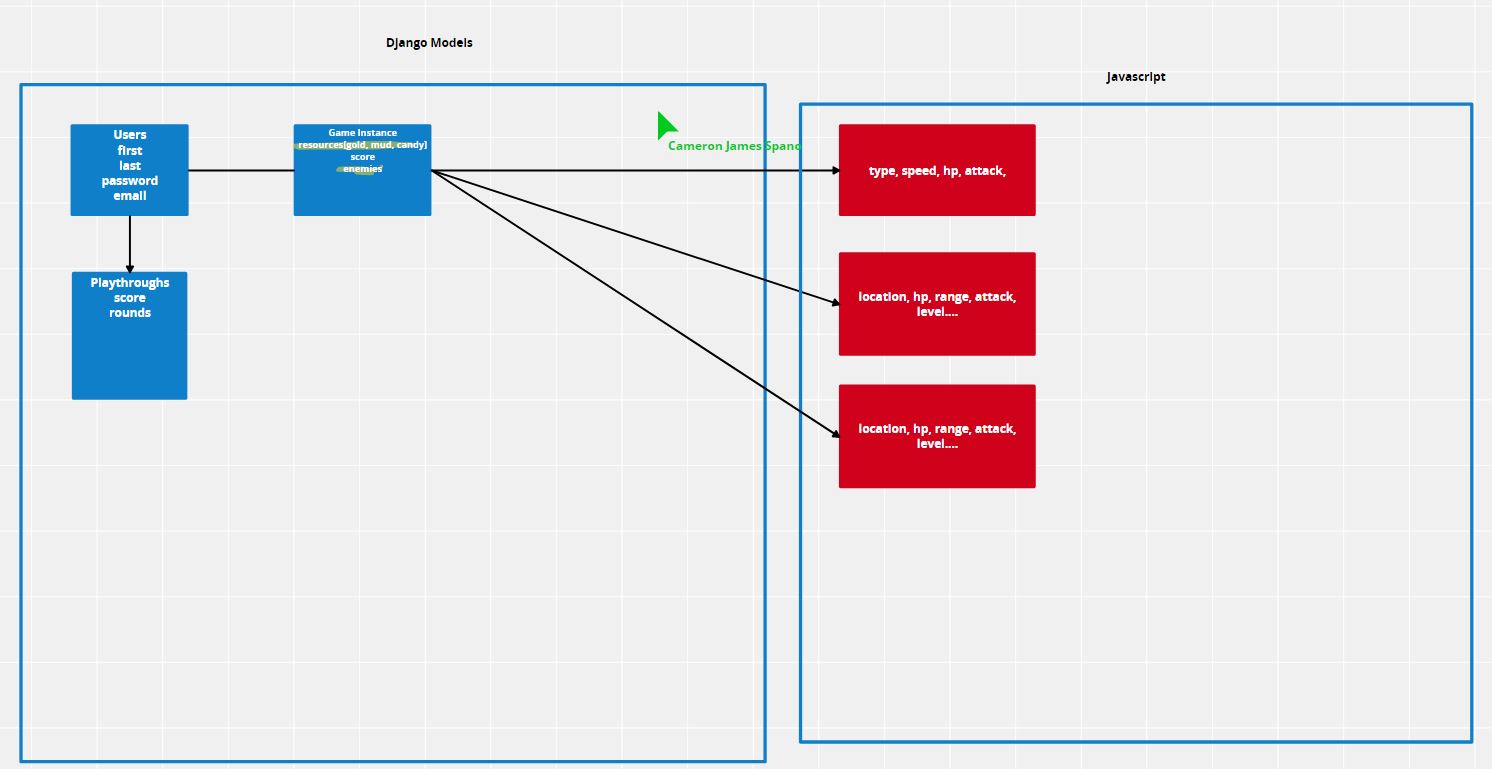 Django Models
Javascript
Users
first
last
password
email
Game Instance
resources[gold, mud, candy]
score
enemies
Cameron James Spano
type, speed, hp, attack,
Playthroughs
score
rounds
location, hp, range, attack,
level....
location, hp, range, attack,
level....